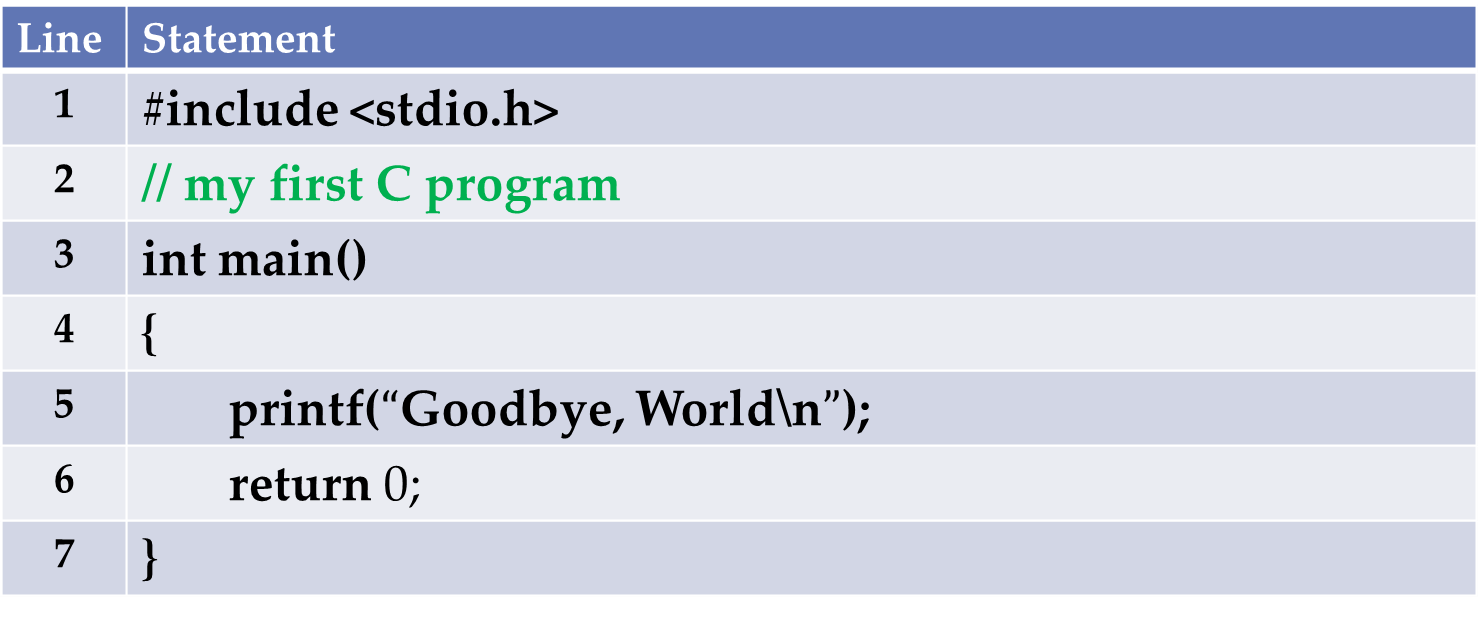 Line Statement
1 #include <stdio.h>
2 // my first C program
3 int main()
4 {
5 printf(“Goodbye, World\n”);
6 return 0;
7 }